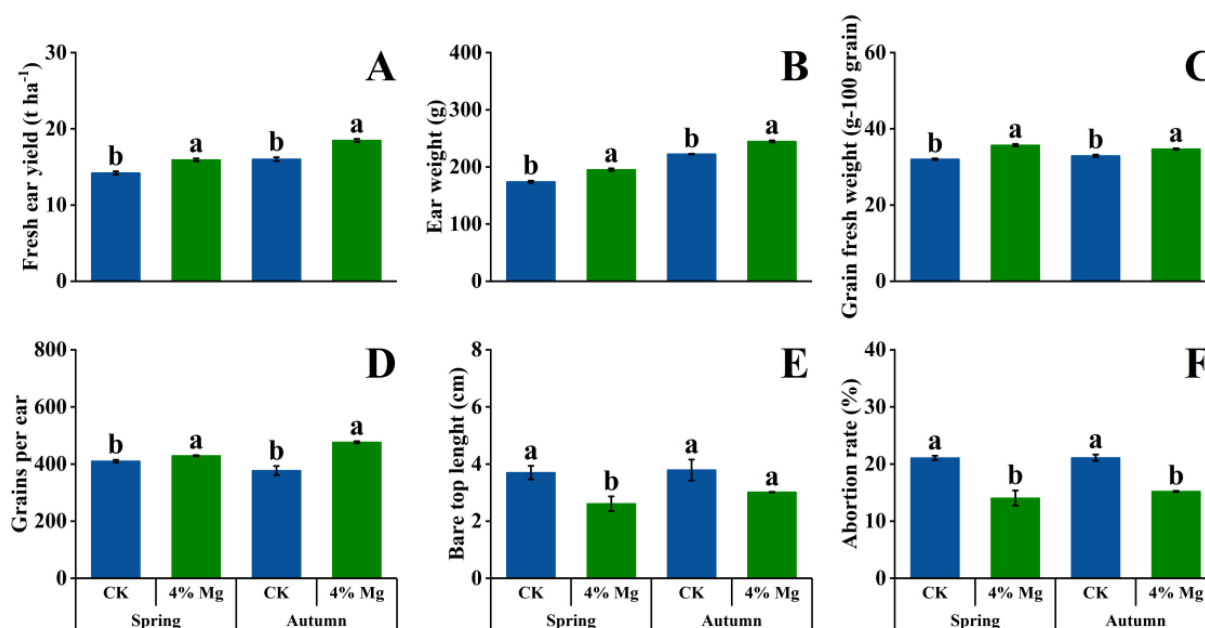 Fresh ear yield (t ha⁻¹)
30
20
10
0
b
a
b
a
A
Ear weight (g)
400
300
200
100
0
b
a
b
a
B
Grain fresh weight (g-100 grain)
60
40
20
0
b
a
b
a
C
Grains per ear
800
600
400
200
0
b
a
b
a
D
CK
4% Mg
CK
4% Mg
Spring
Autumn
Bare top lenght (cm)
8
6
4
2
0
a
b
a
a
E
CK
4% Mg
CK
4% Mg
Spring
Autumn
Abortion rate (%)
40
30
20
10
0
a
b
a
b
F
CK
4% Mg
CK
4% Mg
Spring
Autumn